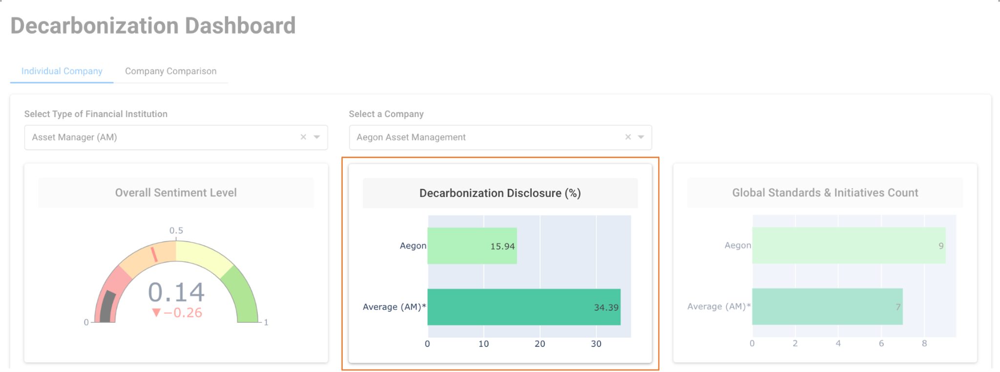 Decarbonization Dashboard
Individual Company
Company Comparison
Select Type of Financial Institution
Asset Manager (AM)
Select a Company
Aegon Asset Management
Overall Sentiment Level
0.5
0.14
▼−0.26
0
1
Decarbonization Disclosure (%)
Aegon
15.94
Average (AM)*
34.39
0 10 20 30
Global Standards & Initiatives Count
Aegon
9
Average (AM)*
7
0 2 4 6 8